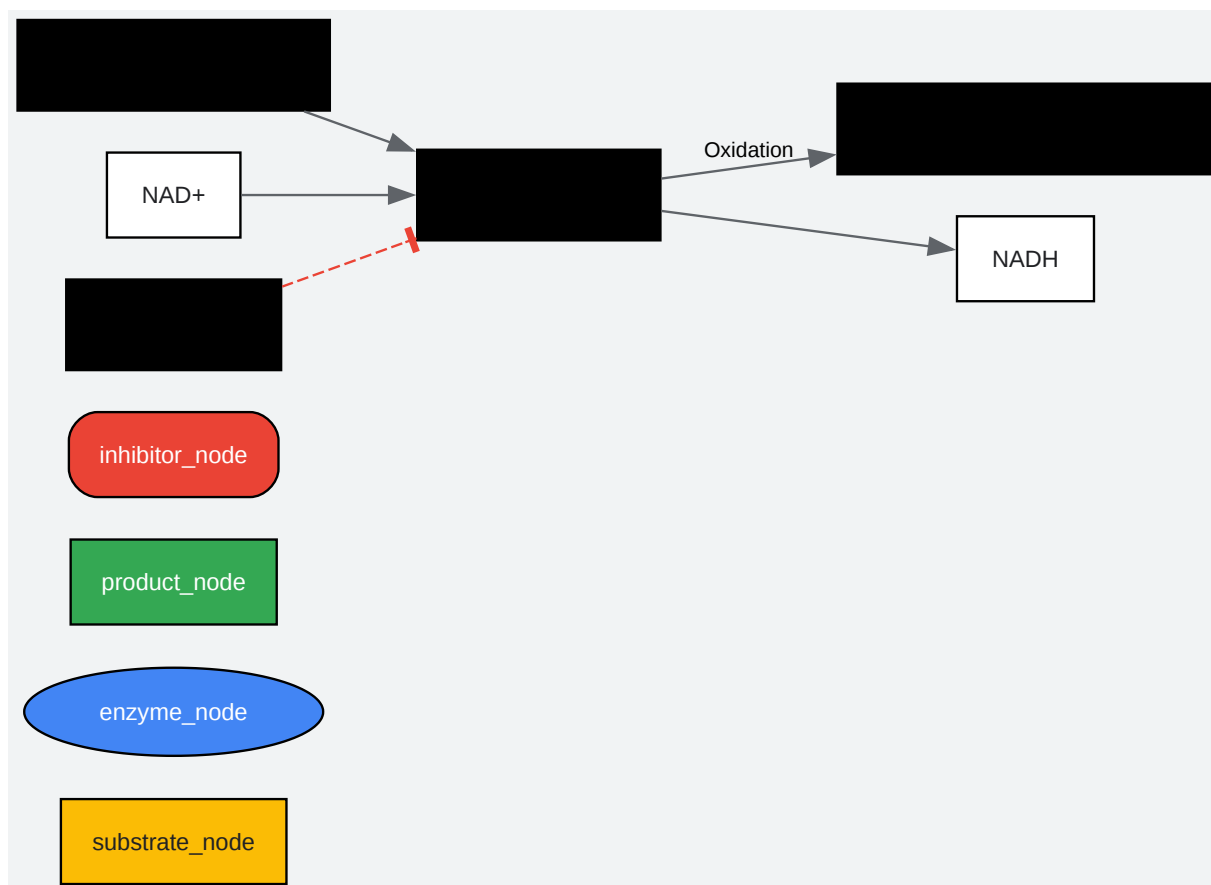 Oxidation
NAD+
NADH
inhibitor_node
product_node
enzyme_node
substrate_node